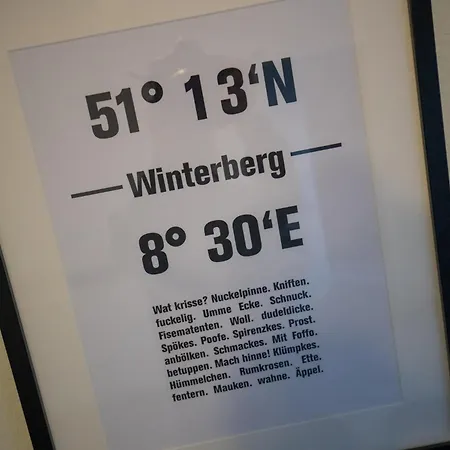 51° 13‘N
Winterberg
8° 30‘E
Wat krisse? Nuckelpinne. Kniften.
fuckelig. Umme Ecke. Schnuck.
Fisematenten. Woll. dudeldicke.
Spökes. Poofe. Spirenzkes. Prost.
anbölken. Schmackes. Mit Foffo.
betuppen. Mach hinne! Klümpkes.
Hümmelchen. Rumkrosen. Ette.
fentern. Mauken. wahne. Äppel.